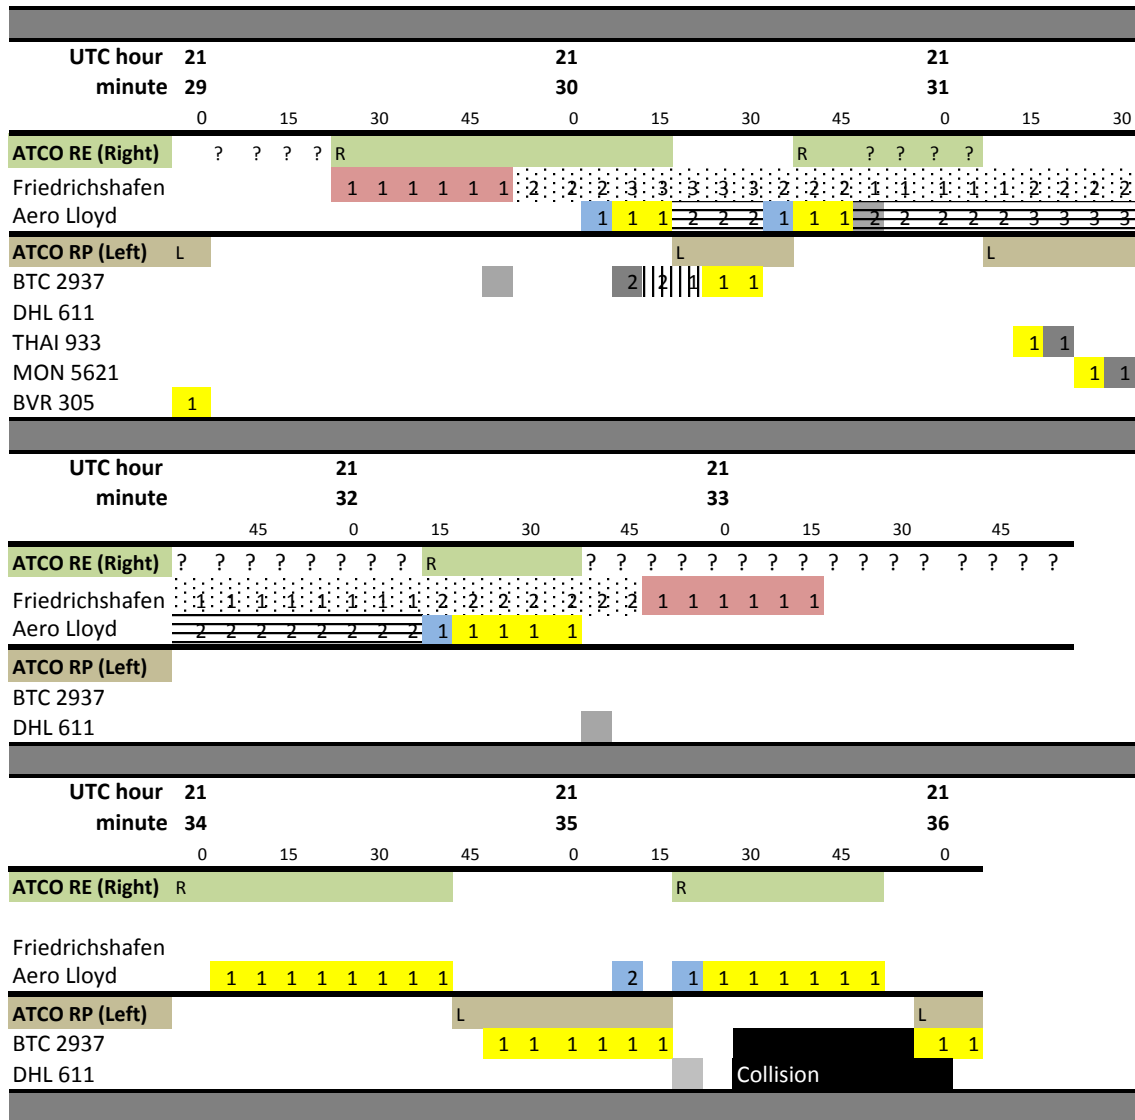 UTC hour 21 21 21
minute 29 30 31
0 15 30 45 0 15 30 45 0 15 30
ATCO RE (Right) ? ? ? ? R R ? ? ? ?
Friedrichshafen 1 1 1 1 1 1 2 2 2 3 3 3 3 3 2 2 2 1 1 1 1 1 2 2 2 2
Aero Lloyd 1 1 1 2 2 2 1 1 1 2 2 2 2 2 3 3 3 3
ATCO RP (Left) L L L
BTC 2937 2 2 1 1 1
DHL 611
THAI 933 1 1
MON 5621 1 1
BVR 305 1
UTC hour 21 21
minute 32 33
45 0 15 30 45 0 15 30 45
ATCO RE (Right) ? ? ? ? ? ? ? ? R ? ? ? ? ? ? ? ? ? ? ? ? ? ? ? ?
Friedrichshafen 1 1 1 1 1 1 1 1 2 2 2 2 2 2 2 1 1 1 1 1 1
Aero Lloyd 2 2 2 2 2 2 2 2 1 1 1 1 1
ATCO RP (Left)
BTC 2937
DHL 611
UTC hour 21 21 21
minute 34 35 36
0 15 30 45 0 15 30 45 0
ATCO RE (Right) R R
Friedrichshafen
Aero Lloyd 1 1 1 1 1 1 1 1 2 1 1 1 1 1 1 1
ATCO RP (Left) L L
BTC 2937 1 1 1 1 1 1 1 1
DHL 611 Collision